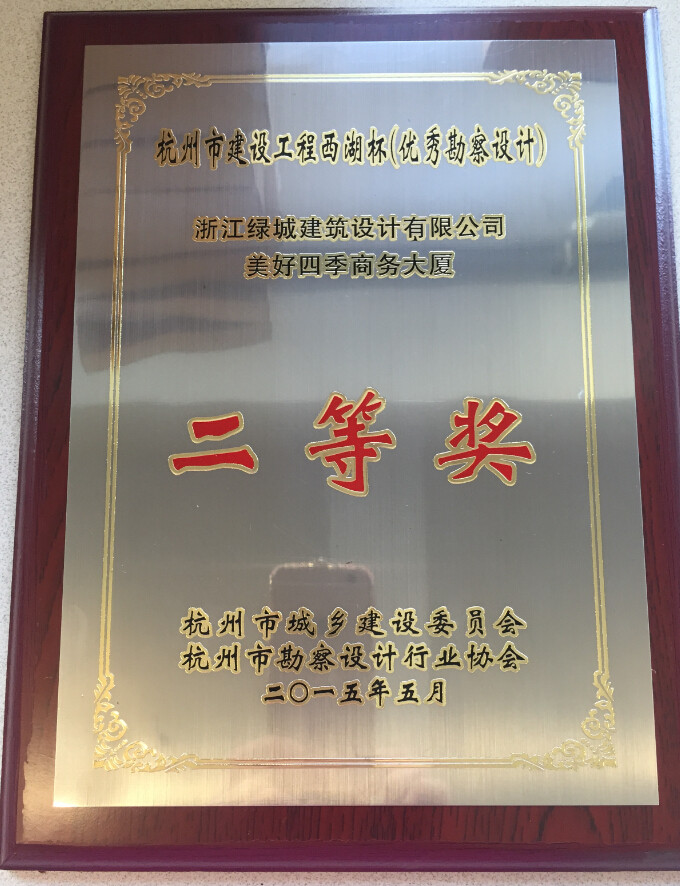 杭州市建设工程西湖杯(优秀勘察设计)
浙江绿城建筑设计有限公司
美好四季商务大厦
二等奖
杭州市城乡建设委员会
杭州市勘察设计行业协会
二〇一五年五月